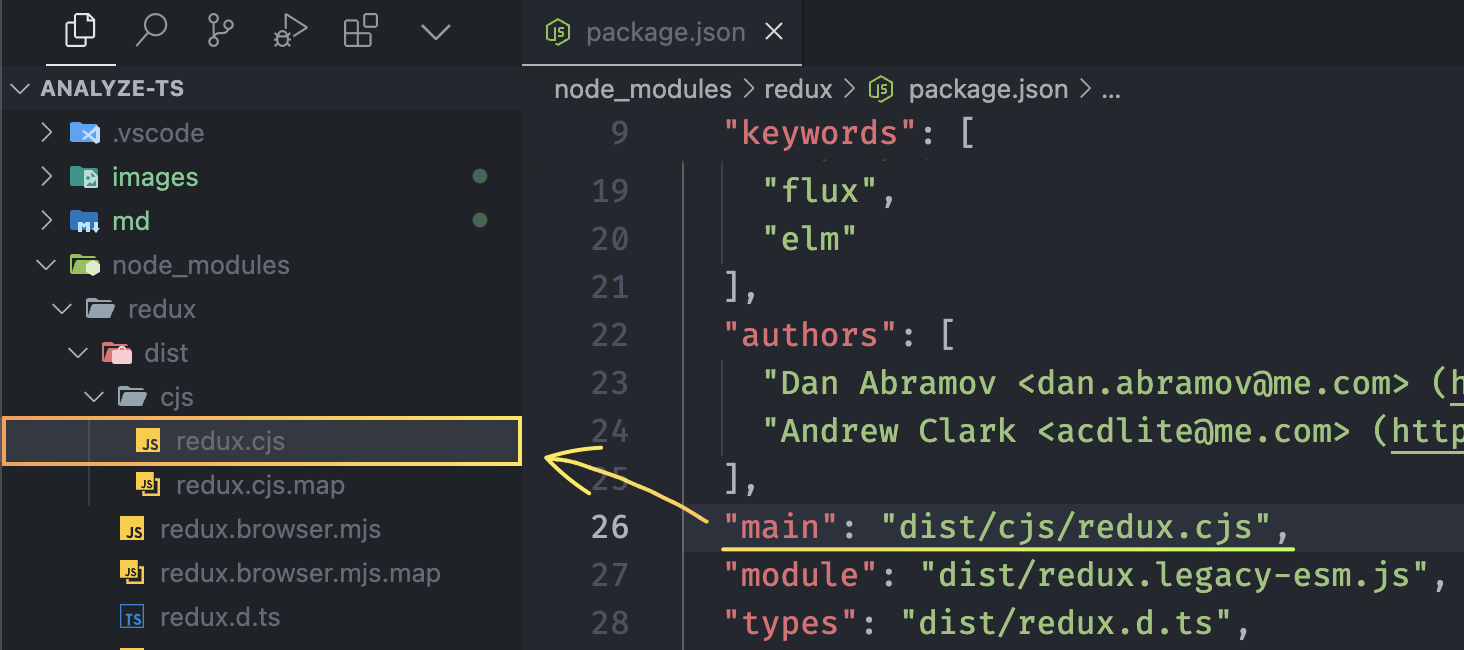 package.json
ANALYZE-TS
node_modules > redux > package.json > ...
.vscode
images
md
node_modules
redux
dist
cjs
redux.cjs
redux.cjs.map
redux.browser.mjs
redux.browser.mjs.map
redux.d.ts
9 "keywords": [
19 "flux",
20 "elm"
21 ],
22 "authors": [
23 "Dan Abramov <dan.abramov@me.com> (h
24 "Andrew Clark <acdlite@me.com> (http
25 ],
26 "main": "dist/cjs/redux.cjs",
27 "module": "dist/redux.legacy-esm.js",
28 "types": "dist/redux.d.ts",